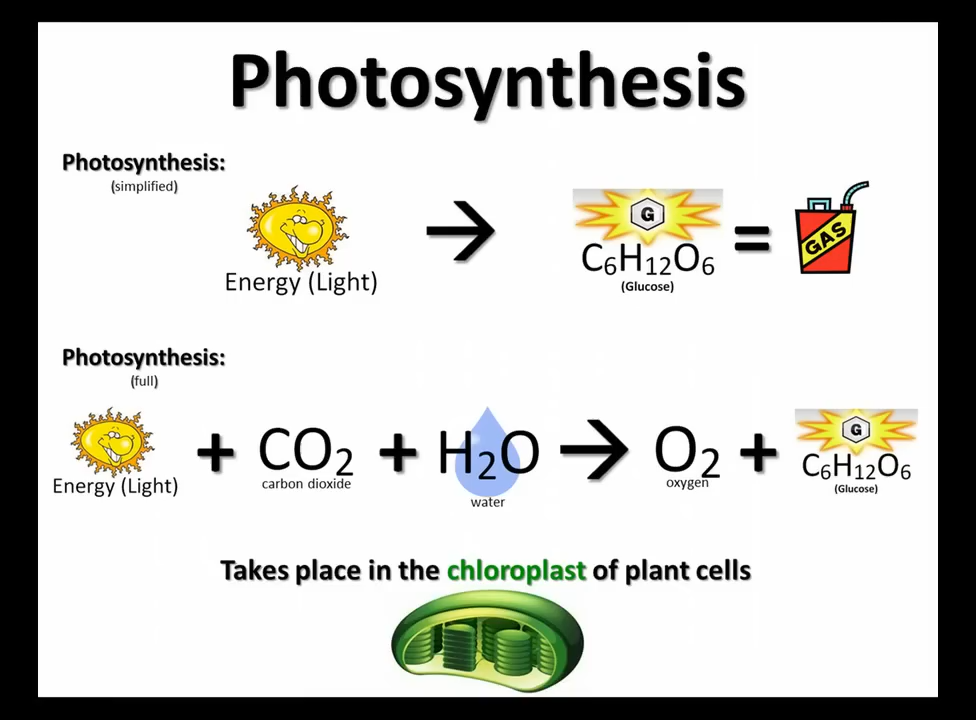 Photosynthesis
Photosynthesis:
(simplified)
G
GAS
C₆H₁₂O₆ =
Energy (Light) →
(Glucose)
Photosynthesis:
(full)
G
+ CO₂ + H₂O → O₂ + C₆H₁₂O₆
Energy (Light) carbon dioxide oxygen (Glucose)
water
Takes place in the chloroplast of plant cells